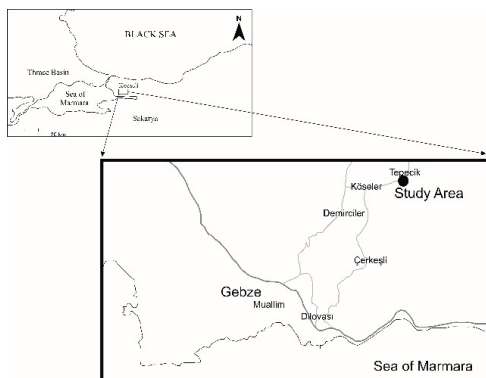 N
BLACK SEA
Thrace Basin
Kocaeli
Sea of
Marmara
Sakarya
Tepecik
Köseler
Study Area
Demirciler
Çerkeşli
Gebze
Muallim
Dilovası
Sea of Marmara